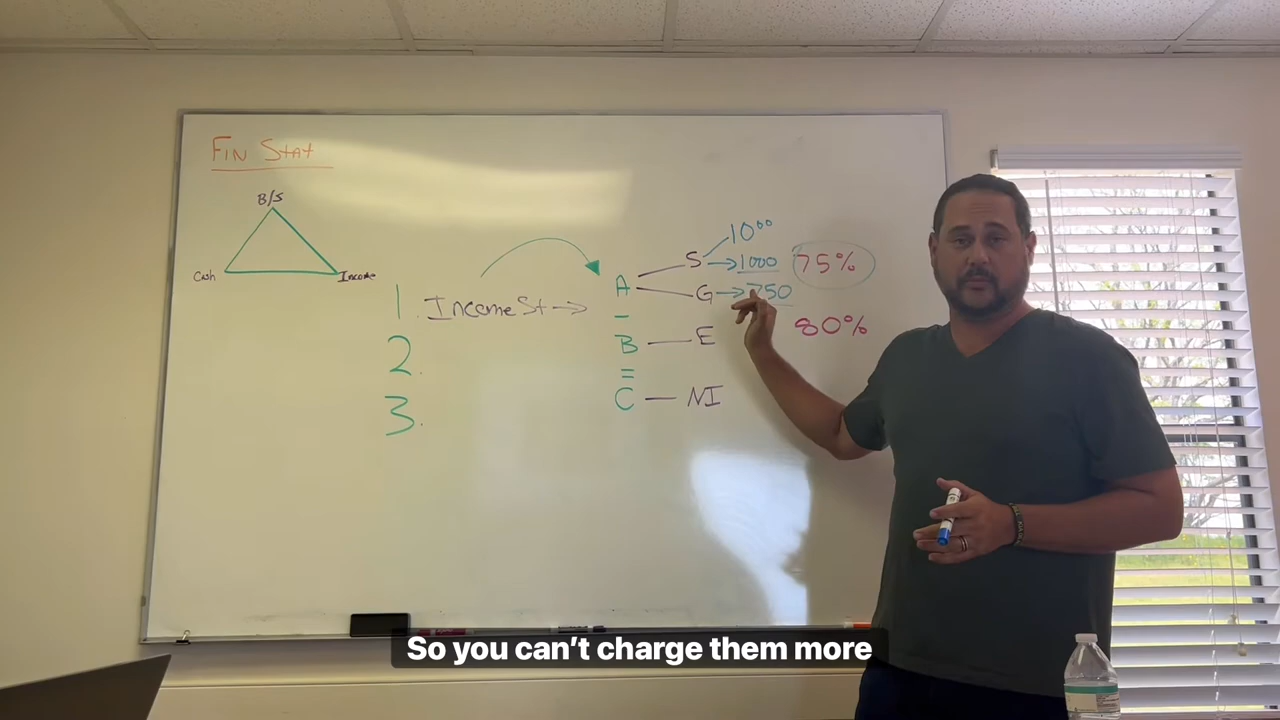 FIN STAT
B/S
Cash
Income
1. Income St →
2.
3.
A
S
10⁰⁰
→ 1000
75%
G → 750
80%
–
B — E
=
C — NI
So you can’t charge them more